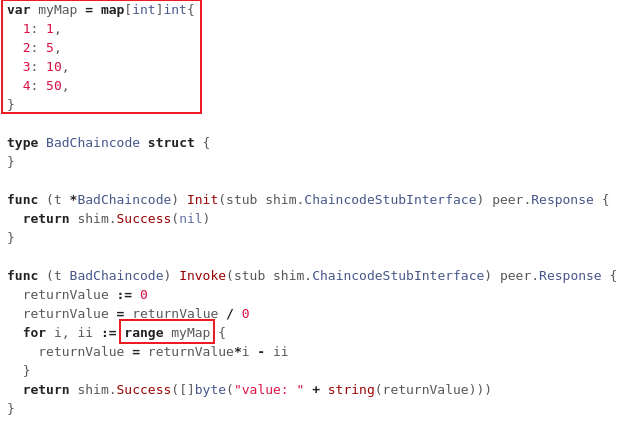 var myMap = map[int]int{
  1: 1,
  2: 5,
  3: 10,
  4: 50,
}
type BadChaincode struct {
}
func (t *BadChaincode) Init(stub shim.ChaincodeStubInterface) peer.Response {
  return shim.Success(nil)
}
func (t BadChaincode) Invoke(stub shim.ChaincodeStubInterface) peer.Response {
  returnValue := 0
  returnValue = returnValue / 0
  for i, ii := range myMap {
    returnValue = returnValue*i - ii
  }
  return shim.Success([]byte("value: " + string(returnValue)))
}